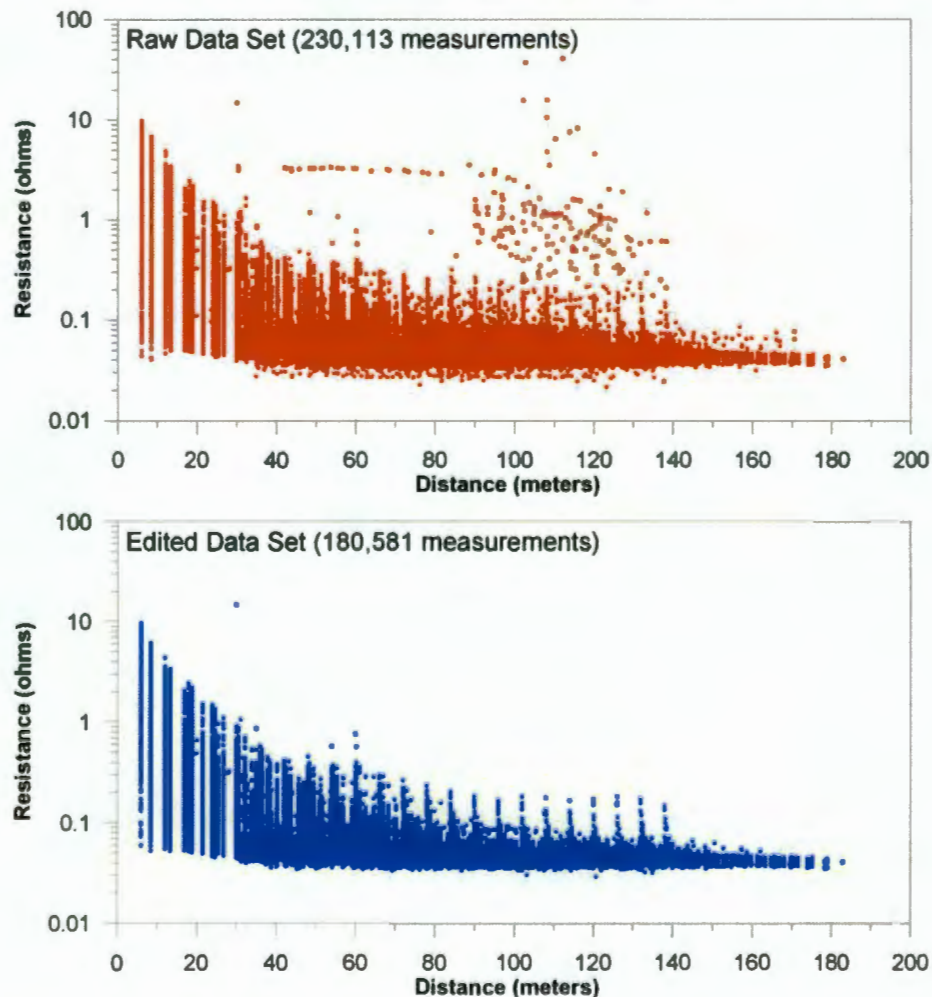 Raw Data Set (230,113 measurements)
100
10
1
0.1
0.01
Resistance (ohms)
0 20 40 60 80 100 120 140 160 180 200
Distance (meters)
Edited Data Set (180,581 measurements)
100
10
1
0.1
0.01
Resistance (ohms)
0 20 40 60 80 100 120 140 160 180 200
Distance (meters)